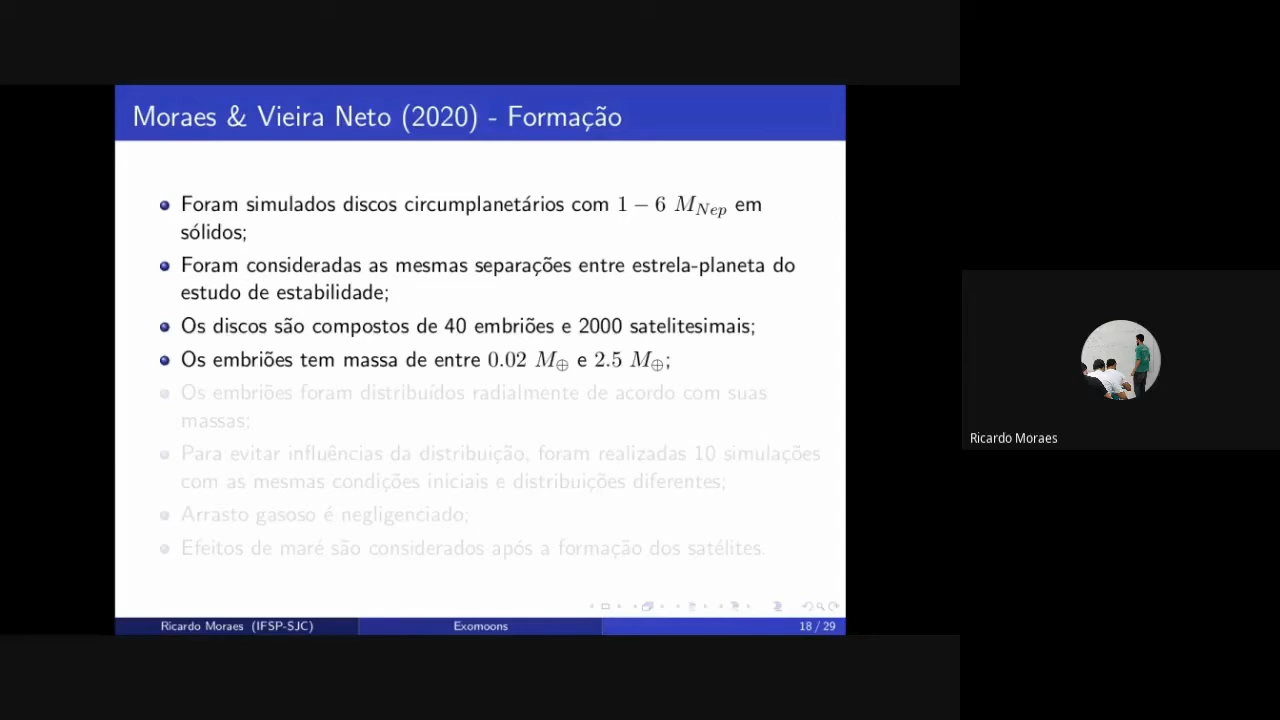 Moraes & Vieira Neto (2020) - Formação
Foram simulados discos circumplanetários com 1 − 6 M_Nep em
sólidos;
Foram consideradas as mesmas separações entre estrela-planeta do
estudo de estabilidade;
Os discos são compostos de 40 embriões e 2000 satelitesimais;
Os embriões tem massa de entre 0.02 M⊕ e 2.5 M⊕;
Os embriões foram distribuídos radialmente de acordo com suas
massas;
Para evitar influências da distribuição, foram realizadas 10 simulações
com as mesmas condições iniciais e distribuições diferentes;
Arrasto gasoso é negligenciado;
Efeitos de maré são considerados após a formação dos satélites.
Ricardo Moraes (IFSP-SJC)
Exomoons
18 / 29
Ricardo Moraes